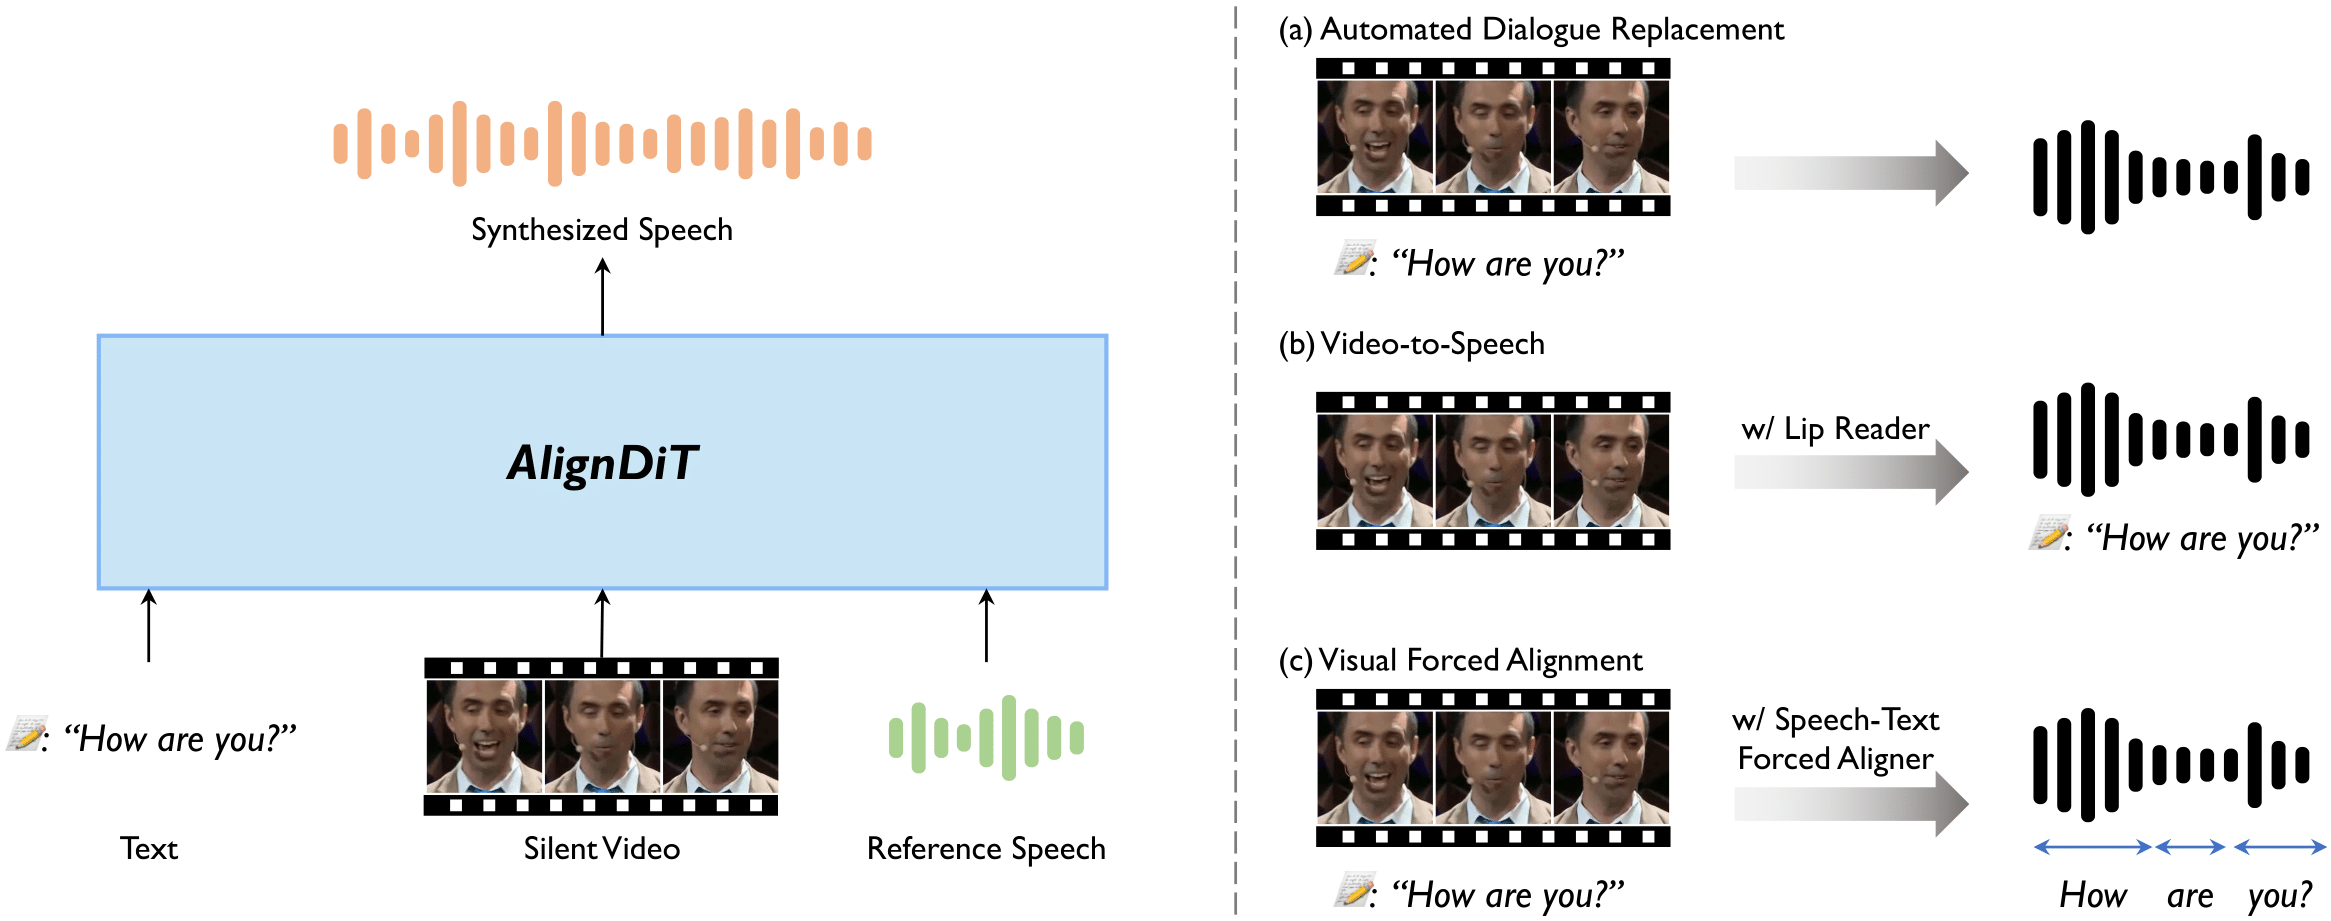 Synthesized Speech
AlignDiT
: “How are you?”
Text
Silent Video
Reference Speech
(a) Automated Dialogue Replacement
: “How are you?”
(b) Video-to-Speech
w/ Lip Reader
: “How are you?”
(c) Visual Forced Alignment
w/ Speech-Text
Forced Aligner
: “How are you?”
How are you?